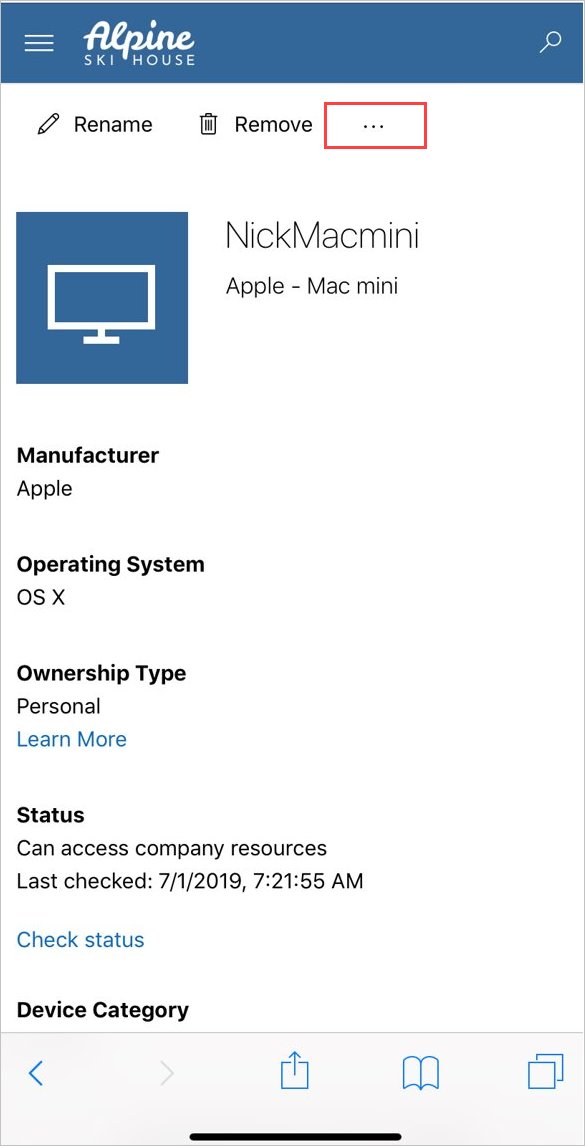 Alpine
SKI HOUSE
Rename Remove ...
NickMacmini
Apple - Mac mini
Manufacturer
Apple
Operating System
OS X
Ownership Type
Personal
Learn More
Status
Can access company resources
Last checked: 7/1/2019, 7:21:55 AM
Check status
Device Category